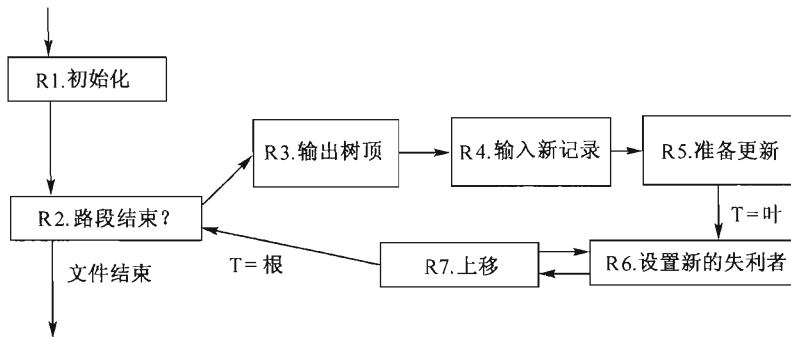 R1.初始化
R3.输出树顶
R4.输入新记录
R5.准备更新
R2.路段结束？
T=叶
文件结束
T=根
R7.上移
R6.设置新的失利者